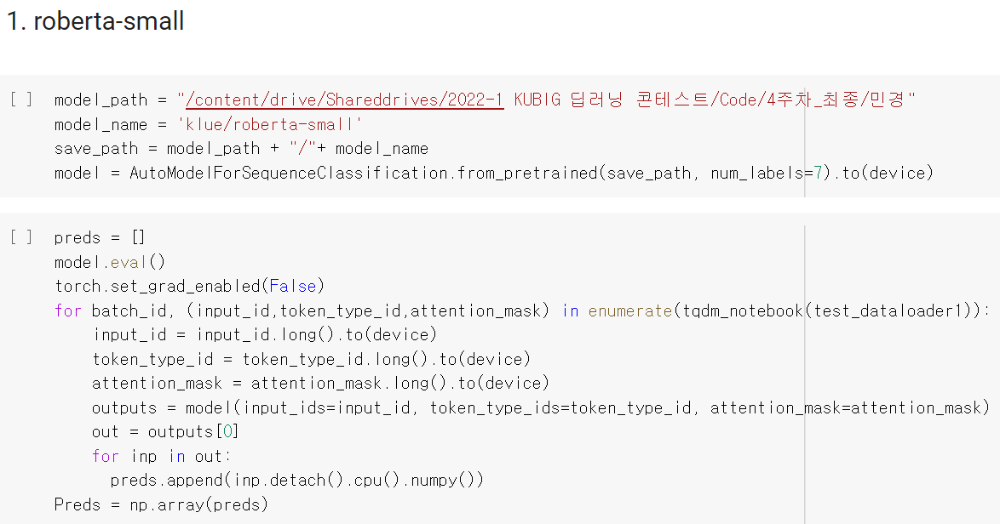 1. roberta-small
[ ] model_path = "/content/drive/Shareddrives/2022-1 KUBIG 딥러닝 콘테스트/Code/4주차_최종/민경"
model_name = 'klue/roberta-small'
save_path = model_path + "/"+ model_name
model = AutoModelForSequenceClassification.from_pretrained(save_path, num_labels=7).to(device)
[ ] preds = []
model.eval()
torch.set_grad_enabled(False)
for batch_id, (input_id,token_type_id,attention_mask) in enumerate(tqdm_notebook(test_dataloader1)):
    input_id = input_id.long().to(device)
    token_type_id = token_type_id.long().to(device)
    attention_mask = attention_mask.long().to(device)
    outputs = model(input_ids=input_id, token_type_ids=token_type_id, attention_mask=attention_mask)
    out = outputs[0]
    for inp in out:
      preds.append(inp.detach().cpu().numpy())
Preds = np.array(preds)